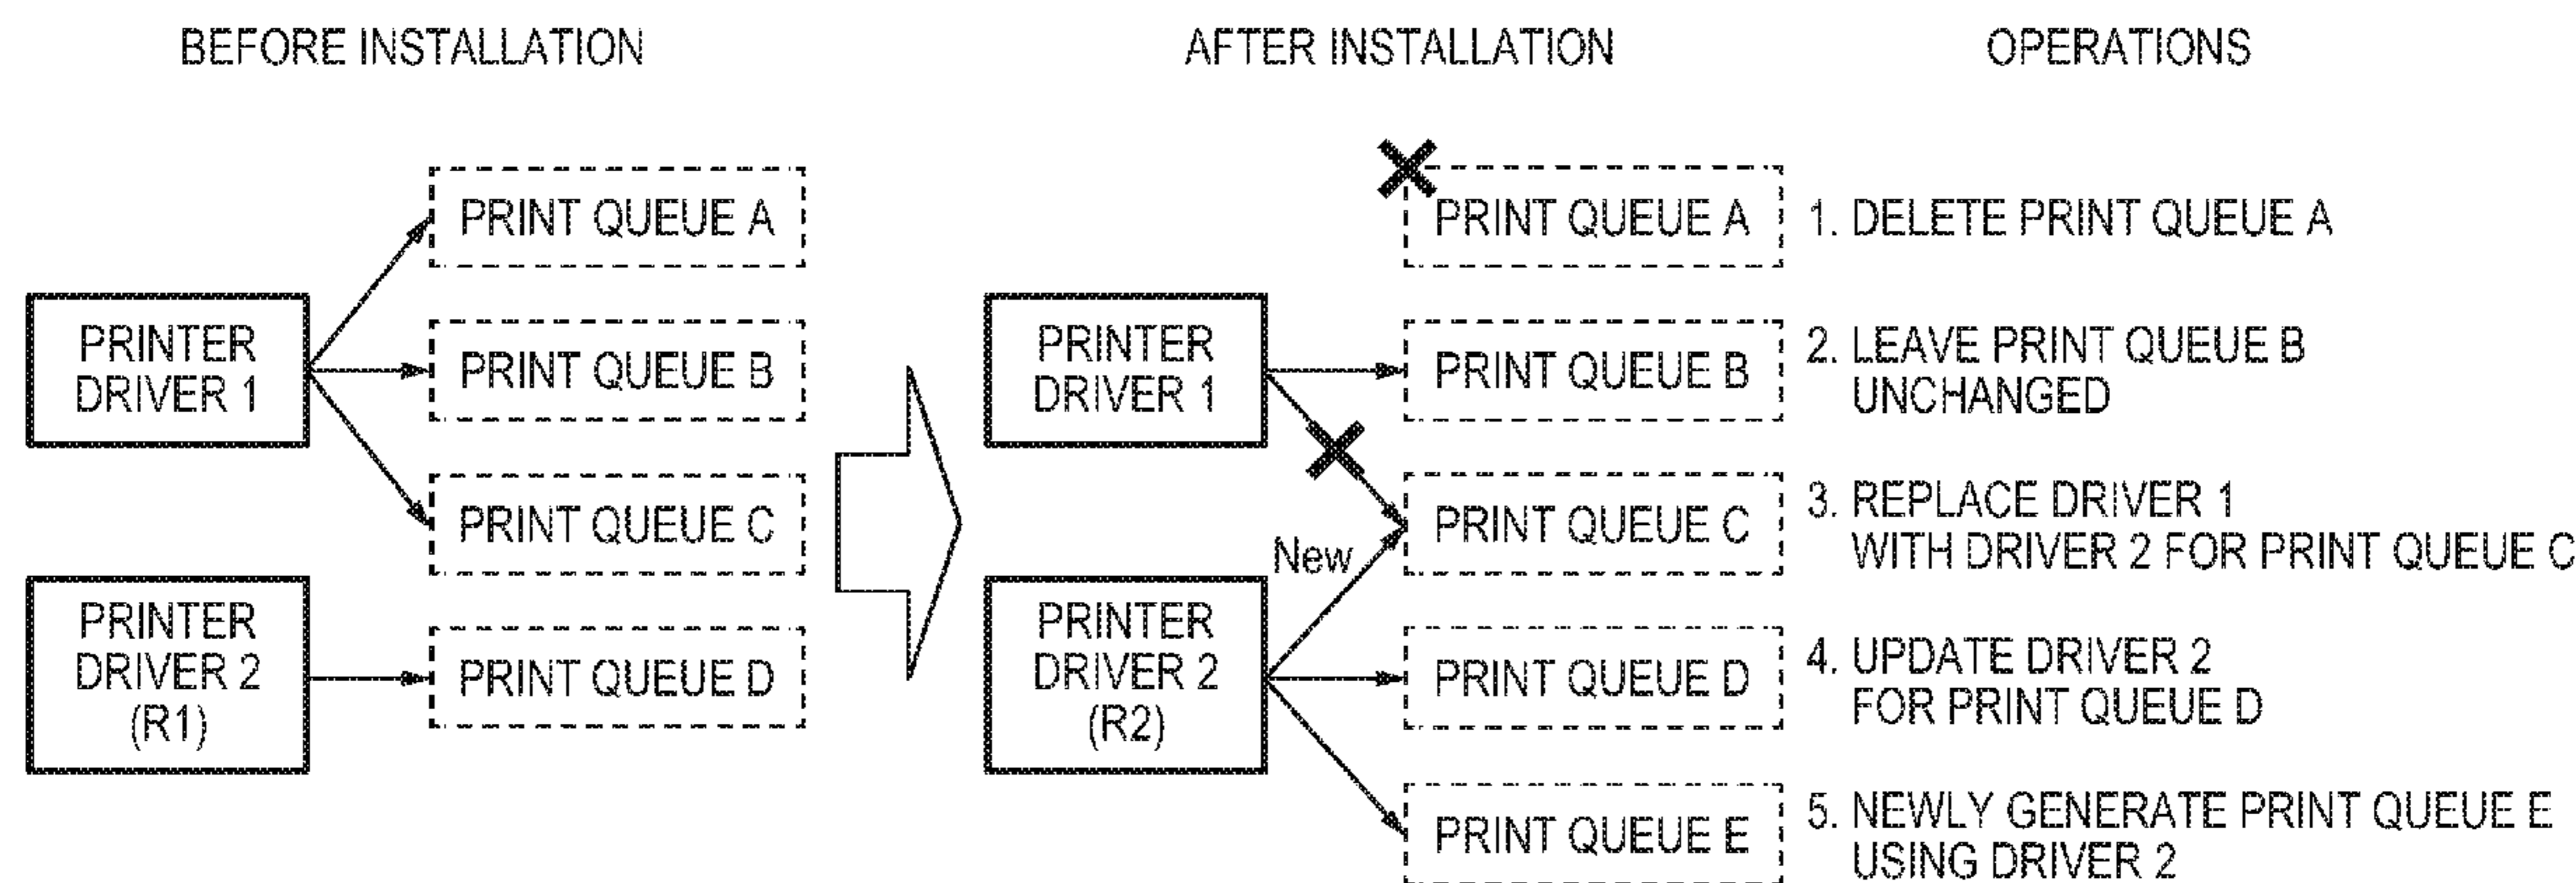 BEFORE INSTALLATION
PRINTER
DRIVER 1
PRINT QUEUE A
PRINT QUEUE B
PRINT QUEUE C
PRINTER
DRIVER 2
(R1)
PRINT QUEUE D
AFTER INSTALLATION
PRINTER
DRIVER 1
PRINTER
DRIVER 2
(R2)
New
PRINT QUEUE A
PRINT QUEUE B
PRINT QUEUE C
PRINT QUEUE D
PRINT QUEUE E
OPERATIONS
1. DELETE PRINT QUEUE A
2. LEAVE PRINT QUEUE B
UNCHANGED
3. REPLACE DRIVER 1
WITH DRIVER 2 FOR PRINT QUEUE C
4. UPDATE DRIVER 2
FOR PRINT QUEUE D
5. NEWLY GENERATE PRINT QUEUE E
USING DRIVER 2